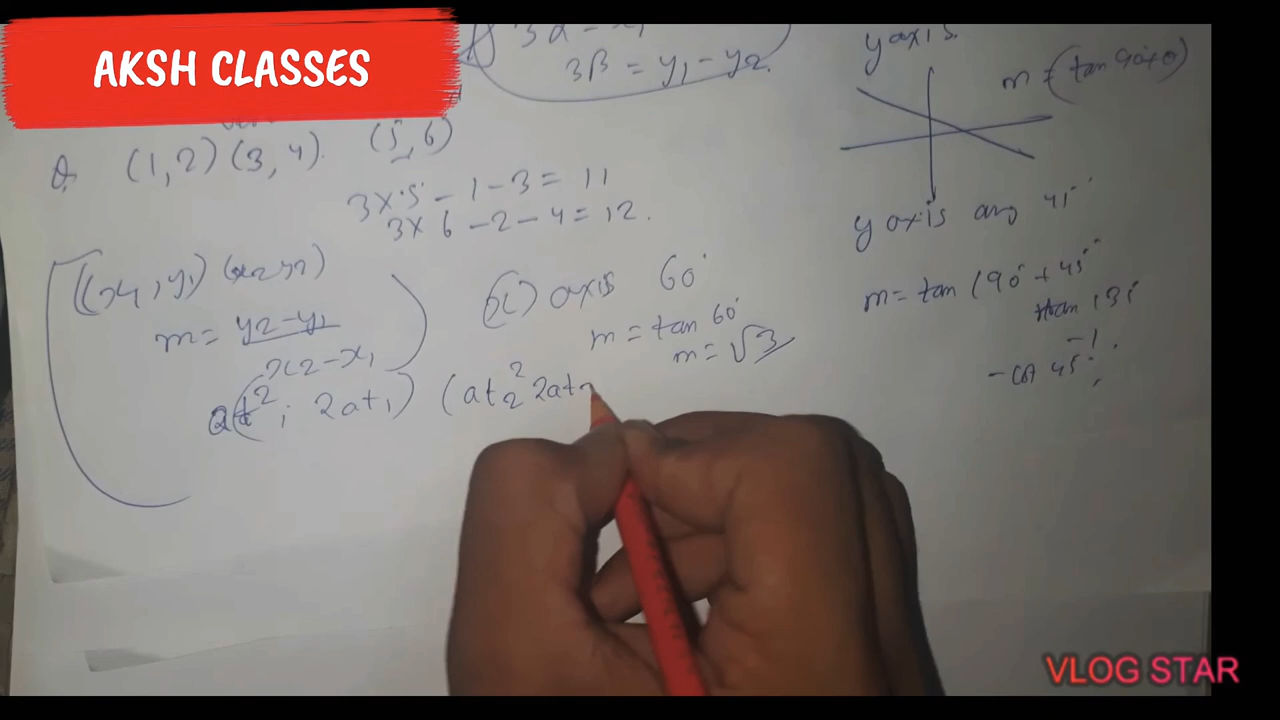 AKSH CLASSES
3β = y1 - y2.
y axis.
m = (tan 90+θ)
Q. (1,2) (3,4). (5,6)
3×5 - 1 - 3 = 11
3×6 - 2 - 4 = 12.
y axis ang 45°
(x1, y1) (x2 y2)
m = y2-y1
x2-x1
(x) axis 60°
m = tan 60°
m = √3
m = tan (90° + 45°
tan 135
-1.
-cot 45°
(at1², 2at1) (at2² 2at2
VLOG STAR